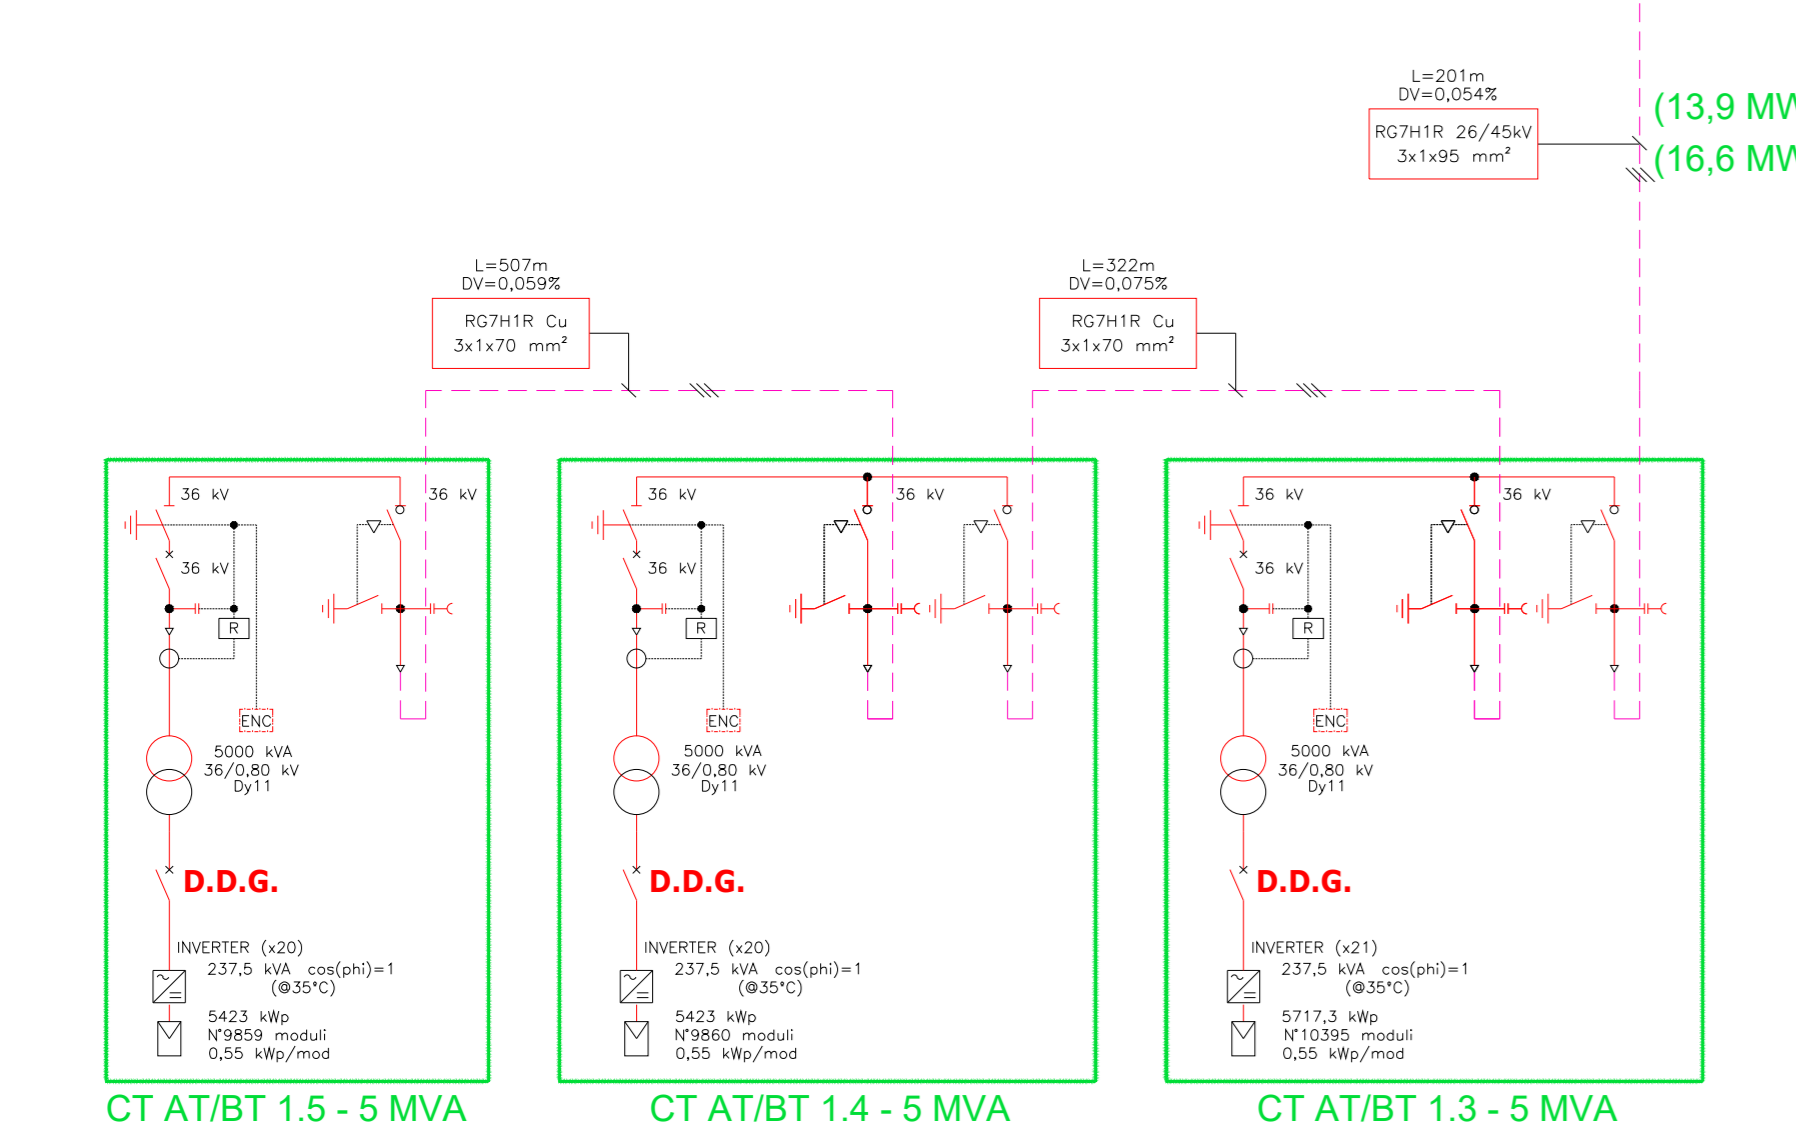 L=201m
DV=0,054%
RG7H1R 26/45kV
3x1x95 mm²
(13,9 MW
(16,6 MW
L=507m
DV=0,059%
RG7H1R Cu
3x1x70 mm²
L=322m
DV=0,075%
RG7H1R Cu
3x1x70 mm²
36 kV
36 kV
36 kV
R
ENC
5000 kVA
36/0,80 kV
Dy11
D.D.G.
INVERTER (x20)
237,5 kVA cos(phi)=1
(@35°C)
5423 kWp
N°9859 moduli
0,55 kWp/mod
CT AT/BT 1.5 - 5 MVA
36 kV
36 kV
36 kV
R
ENC
5000 kVA
36/0,80 kV
Dy11
D.D.G.
INVERTER (x20)
237,5 kVA cos(phi)=1
(@35°C)
5423 kWp
N°9860 moduli
0,55 kWp/mod
CT AT/BT 1.4 - 5 MVA
36 kV
36 kV
36 kV
R
ENC
5000 kVA
36/0,80 kV
Dy11
D.D.G.
INVERTER (x21)
237,5 kVA cos(phi)=1
(@35°C)
5717,3 kWp
N°10395 moduli
0,55 kWp/mod
CT AT/BT 1.3 - 5 MVA